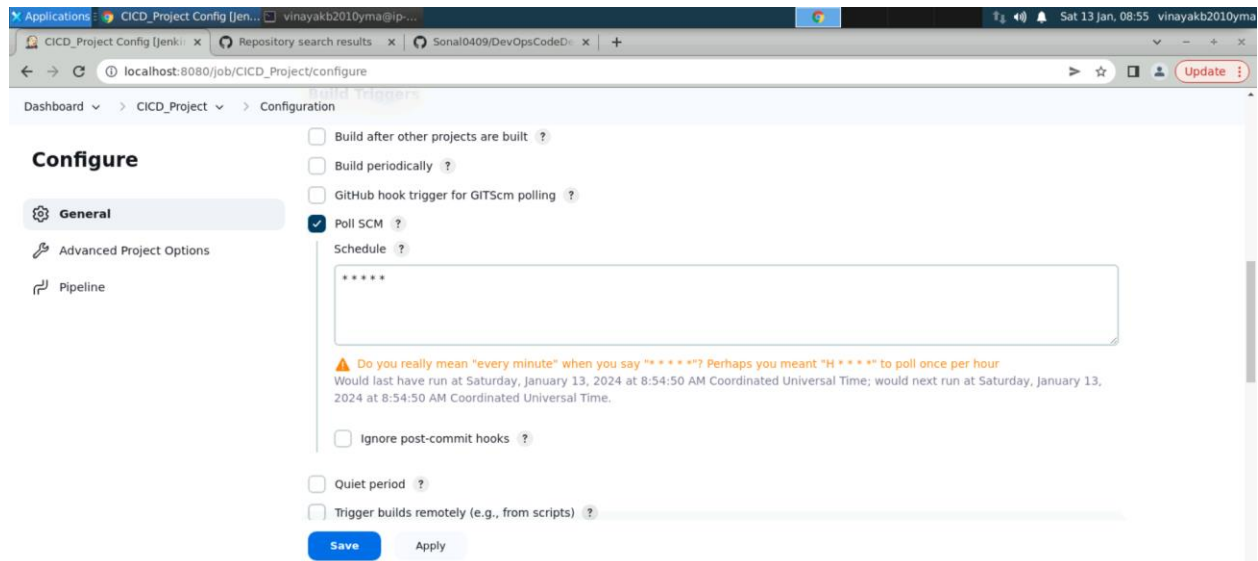 Applications
CICD_Project Config [Jen...
vinayakb2010yma@ip-...
Sat 13 Jan, 08:55 vinayakb2010yma
CICD_Project Config [Jenki
Repository search results
Sonal0409/DevOpsCodeDe
localhost:8080/job/CICD_Project/configure
Update
Dashboard > CICD_Project > Configuration
Build Triggers
Configure
General
Advanced Project Options
Pipeline
Build after other projects are built ?
Build periodically ?
GitHub hook trigger for GITScm polling ?
Poll SCM ?
Schedule ?
* * * * *
Do you really mean "every minute" when you say "* * * * *"? Perhaps you meant "H * * * *" to poll once per hour
Would last have run at Saturday, January 13, 2024 at 8:54:50 AM Coordinated Universal Time; would next run at Saturday, January 13,
2024 at 8:54:50 AM Coordinated Universal Time.
Ignore post-commit hooks ?
Quiet period ?
Trigger builds remotely (e.g., from scripts) ?
Save
Apply